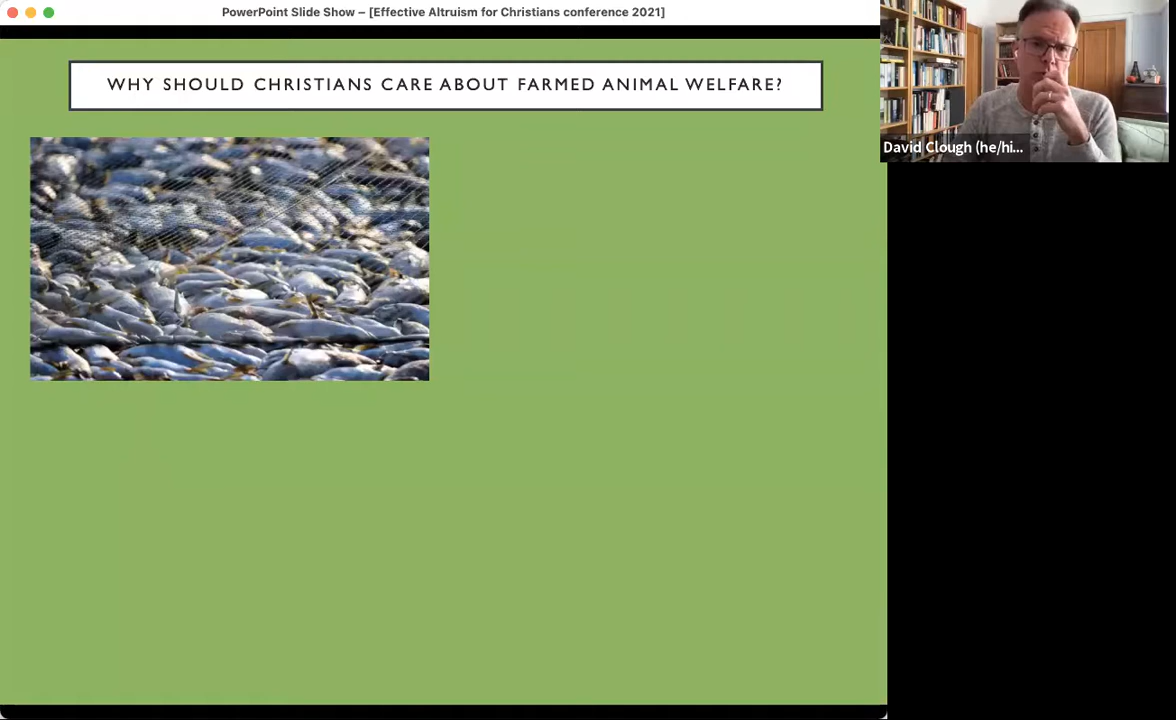 PowerPoint Slide Show – [Effective Altruism for Christians conference 2021]
WHY SHOULD CHRISTIANS CARE ABOUT FARMED ANIMAL WELFARE?
David Clough (he/hi...